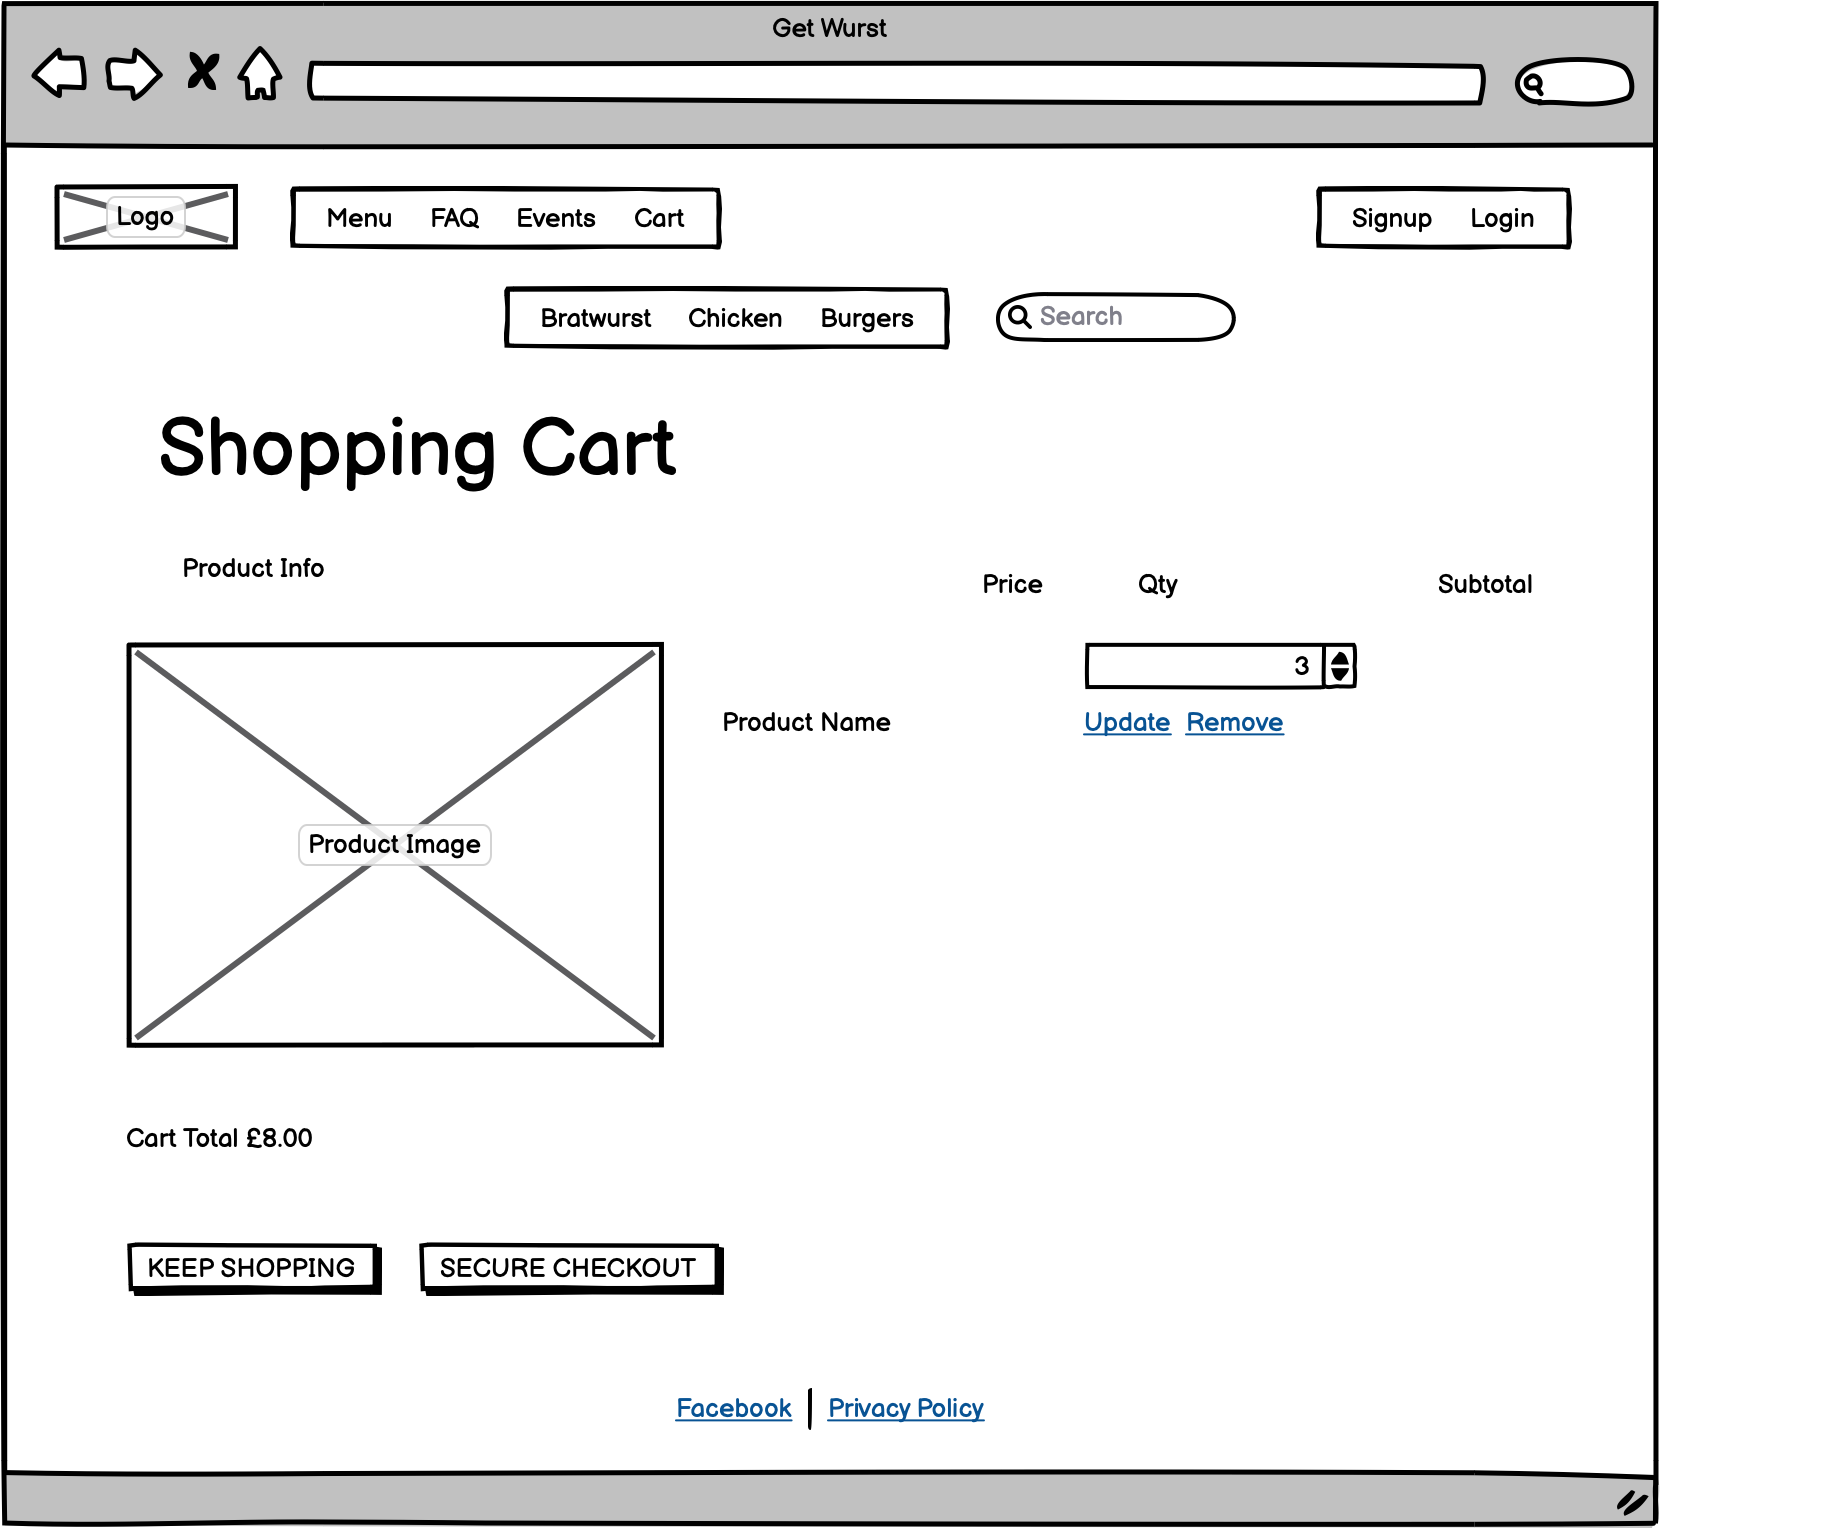 Get Wurst
Logo
Menu FAQ Events Cart
Signup Login
Bratwurst Chicken Burgers
Search
Shopping Cart
Product Info
Price Qty Subtotal
3
Product Name
Update Remove
Product Image
Cart Total £8.00
KEEP SHOPPING
SECURE CHECKOUT
Facebook
Privacy Policy